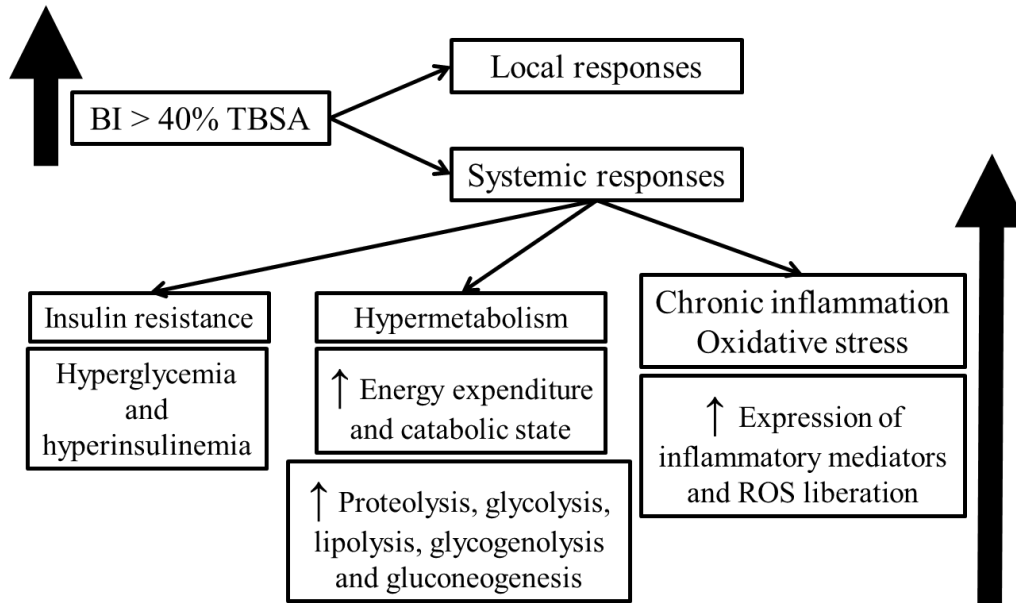 Local responses
BI > 40% TBSA
Systemic responses
Insulin resistance
Hyperglycemia
and
hyperinsulinemia
Hypermetabolism
↑ Energy expenditure
and catabolic state
↑ Proteolysis, glycolysis,
lipolysis, glycogenolysis
and gluconeogenesis
Chronic inflammation
Oxidative stress
↑ Expression of
inflammatory mediators
and ROS liberation